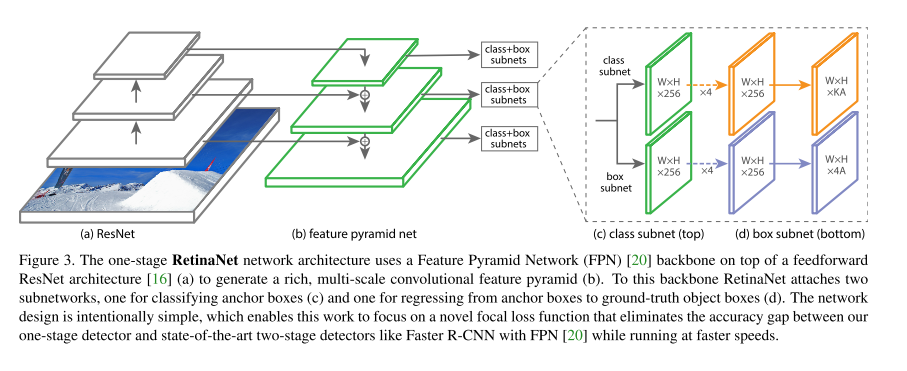 class+box
subnets
class+box
subnets
class+box
subnets
class
subnet
W×H
×256
×4
W×H
×256
W×H
×KA
box
subnet
W×H
×256
×4
W×H
×256
W×H
×4A
(a) ResNet
(b) feature pyramid net
(c) class subnet (top)
(d) box subnet (bottom)
Figure 3. The one-stage RetinaNet network architecture uses a Feature Pyramid Network (FPN) [20] backbone on top of a feedforward
ResNet architecture [16] (a) to generate a rich, multi-scale convolutional feature pyramid (b). To this backbone RetinaNet attaches two
subnetworks, one for classifying anchor boxes (c) and one for regressing from anchor boxes to ground-truth object boxes (d). The network
design is intentionally simple, which enables this work to focus on a novel focal loss function that eliminates the accuracy gap between our
one-stage detector and state-of-the-art two-stage detectors like Faster R-CNN with FPN [20] while running at faster speeds.